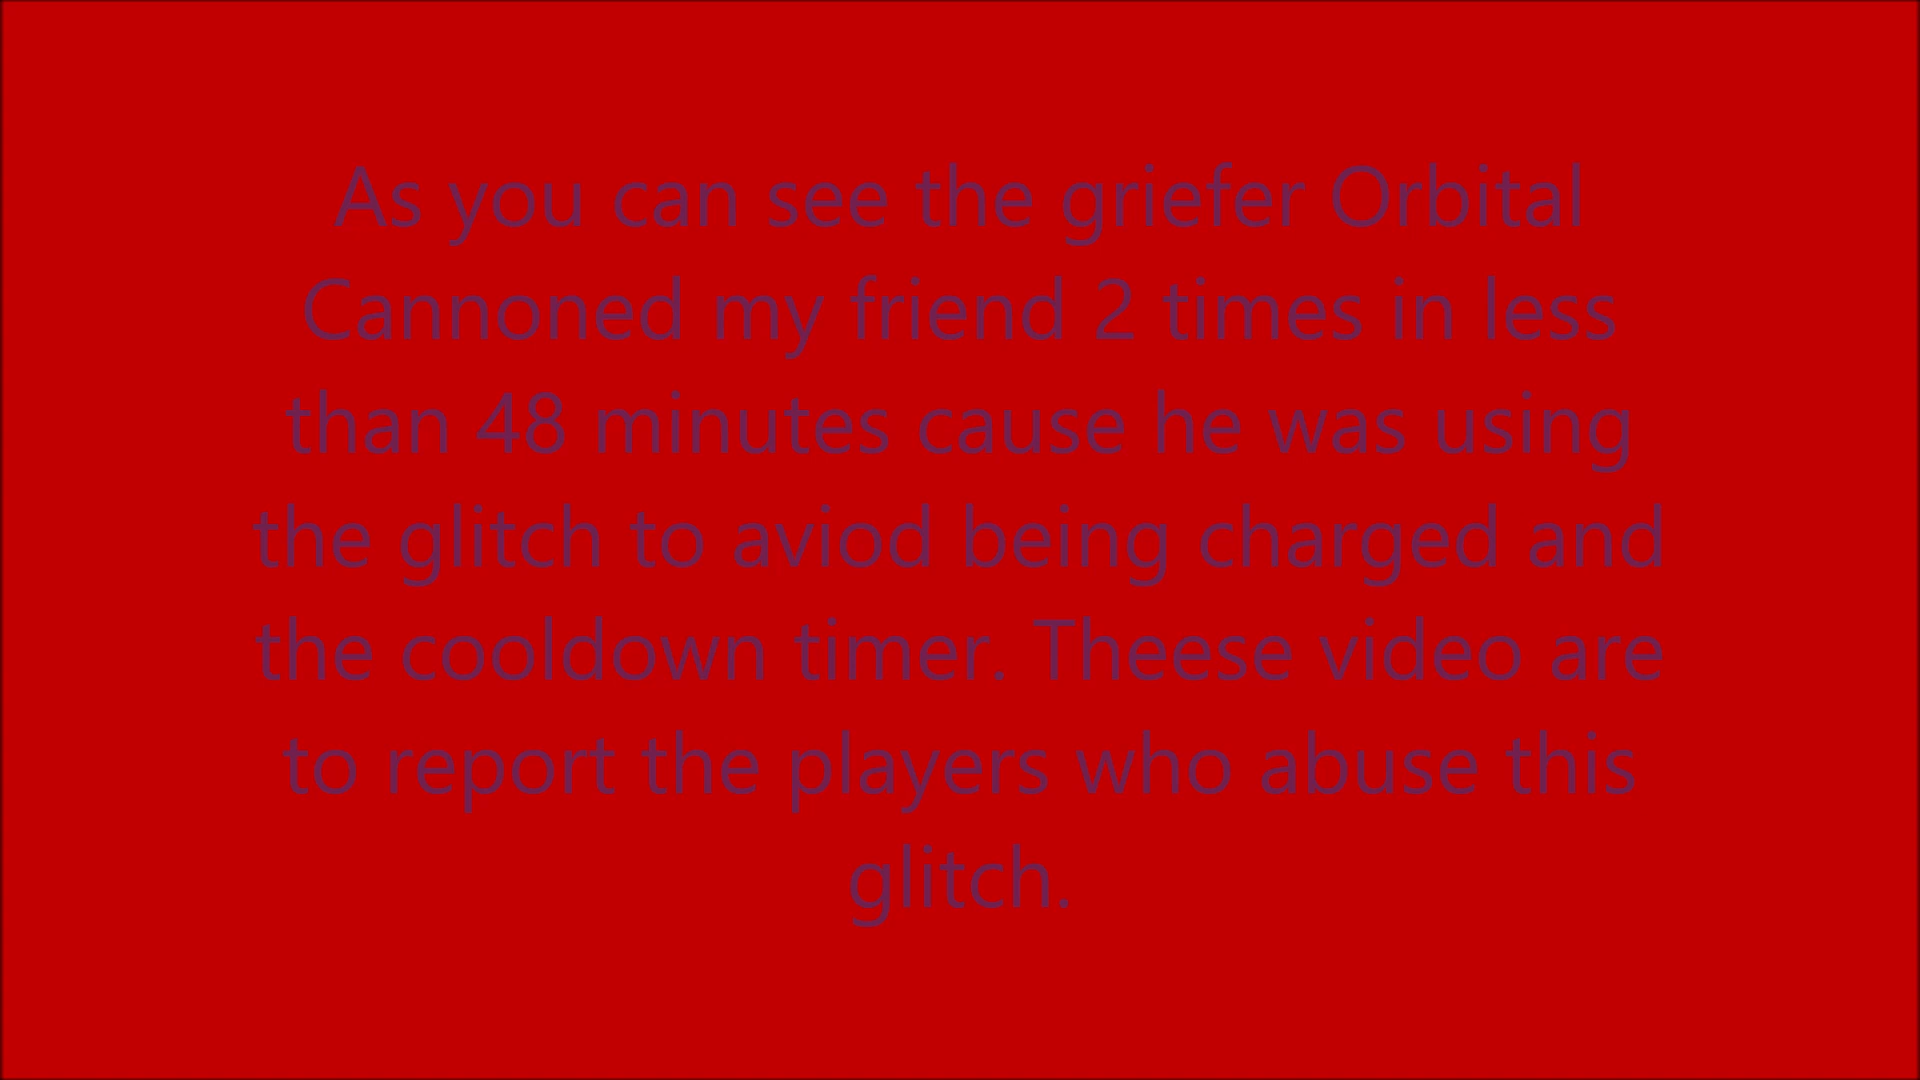 As you can see the griefer Orbital
Cannoned my friend 2 times in less
than 48 minutes cause he was using
the glitch to aviod being charged and
the cooldown timer. Theese video are
to report the players who abuse this
glitch.